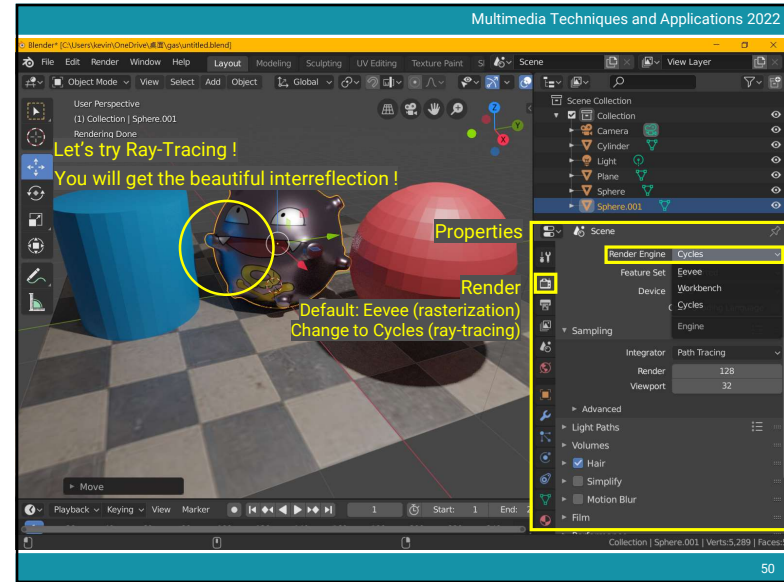 Multimedia Techniques and Applications 2022
Blender* [C:\Users\kevin\OneDrive\桌面\gas\untitled.blend]
File Edit Render Window Help Layout Modeling Sculpting UV Editing Texture Paint Scene View Layer
Object Mode View Select Add Object Global
User Perspective
(1) Collection | Sphere.001
Rendering Done
Let's try Ray-Tracing !
You will get the beautiful interreflection !
Properties
Render
Default: Eevee (rasterization)
Change to Cycles (ray-tracing)
Move
Scene Collection
Collection
Camera
Cylinder
Light
Plane
Sphere
Sphere.001
Scene
Render Engine Cycles
Feature Set Eevee
Device Workbench
Cycles
Engine
Sampling
Integrator Path Tracing
Render 128
Viewport 32
Advanced
Light Paths
Volumes
Hair
Simplify
Motion Blur
Film
Playback Keying View Marker 1 Start: 1 End:
Collection | Sphere.001 | Verts:5,289 | Faces:
50